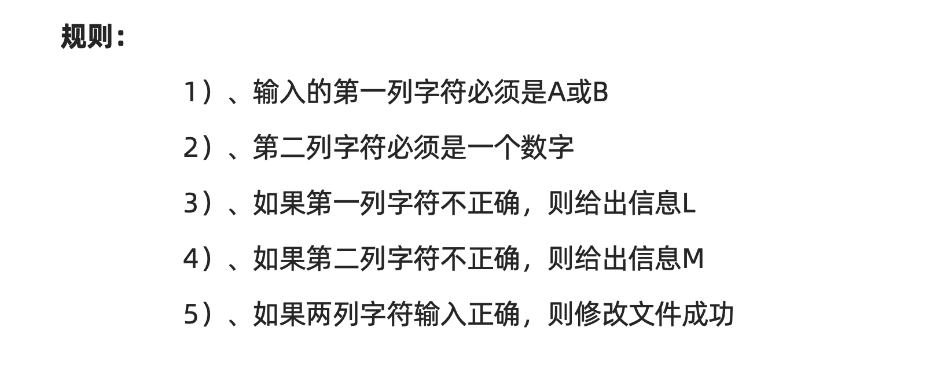 规则：
1）、输入的第一列字符必须是A或B
2）、第二列字符必须是一个数字
3）、如果第一列字符不正确，则给出信息L
4）、如果第二列字符不正确，则给出信息M
5）、如果两列字符输入正确，则修改文件成功